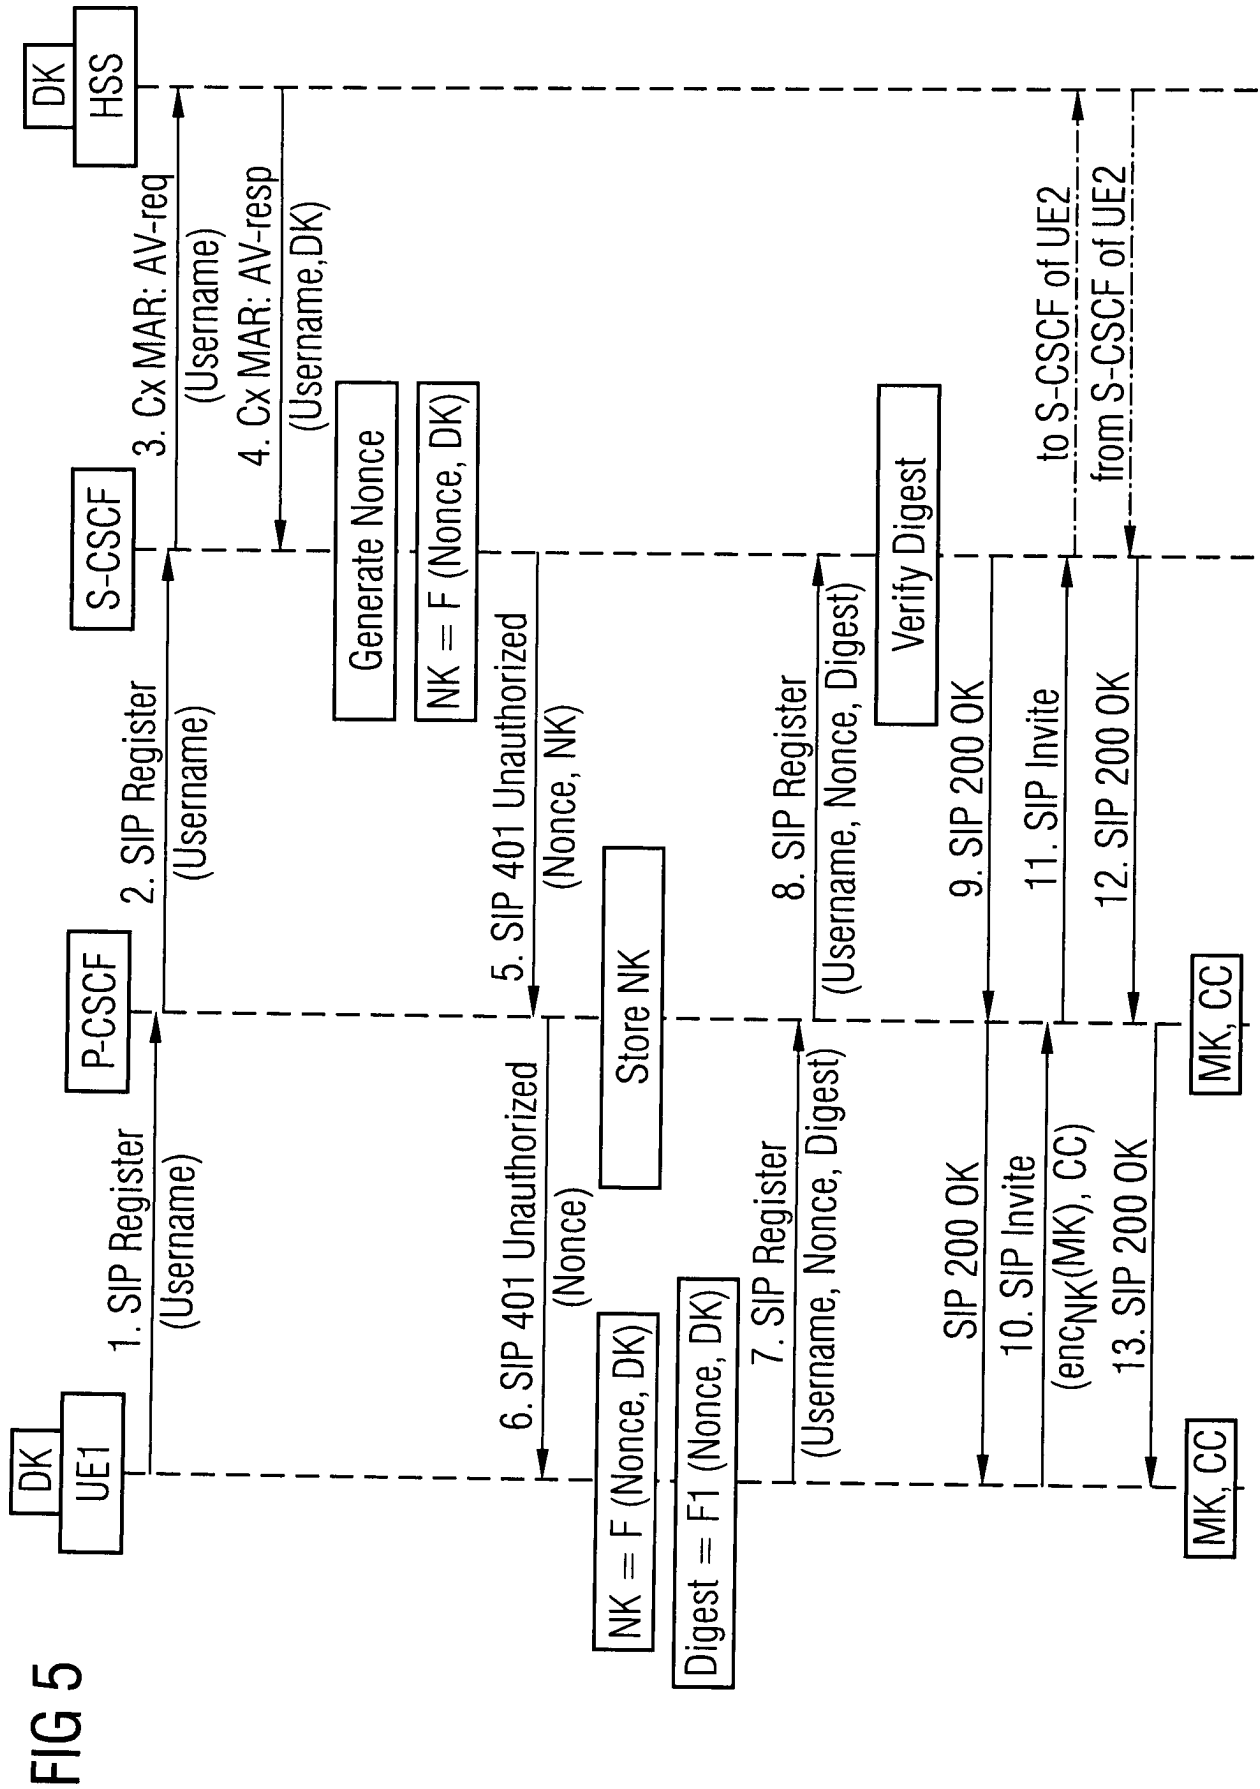 FIG 5
DK
UE1
P-CSCF
S-CSCF
DK
HSS
1. SIP Register
(Username)
2. SIP Register
(Username)
3. Cx MAR: AV-req
(Username)
4. Cx MAR: AV-resp
(Username,DK)
Generate Nonce
NK = F (Nonce, DK)
5. SIP 401 Unauthorized
(Nonce, NK)
6. SIP 401 Unauthorized
(Nonce)
Store NK
NK = F (Nonce, DK)
Digest = F1 (Nonce, DK)
7. SIP Register
(Username, Nonce, Digest)
8. SIP Register
(Username, Nonce, Digest)
Verify Digest
9. SIP 200 OK
SIP 200 OK
10. SIP Invite
(encNK(MK), CC)
11. SIP Invite
to S-CSCF of UE2
from S-CSCF of UE2
12. SIP 200 OK
13. SIP 200 OK
MK, CC
MK, CC